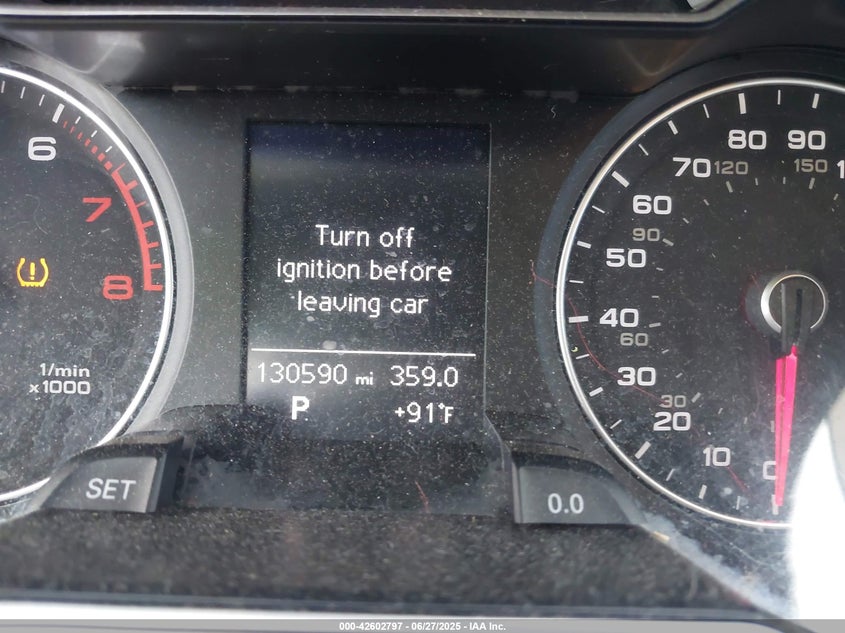 6
7
8
1/min
x1000
SET
Turn off
ignition before
leaving car
130590 mi 359.0
P +91°F
0.0
80 90
70 120 150
60
90
50
40
60
30
30
20
10
0
000-42602797 - 06/27/2025 - IAA Inc.